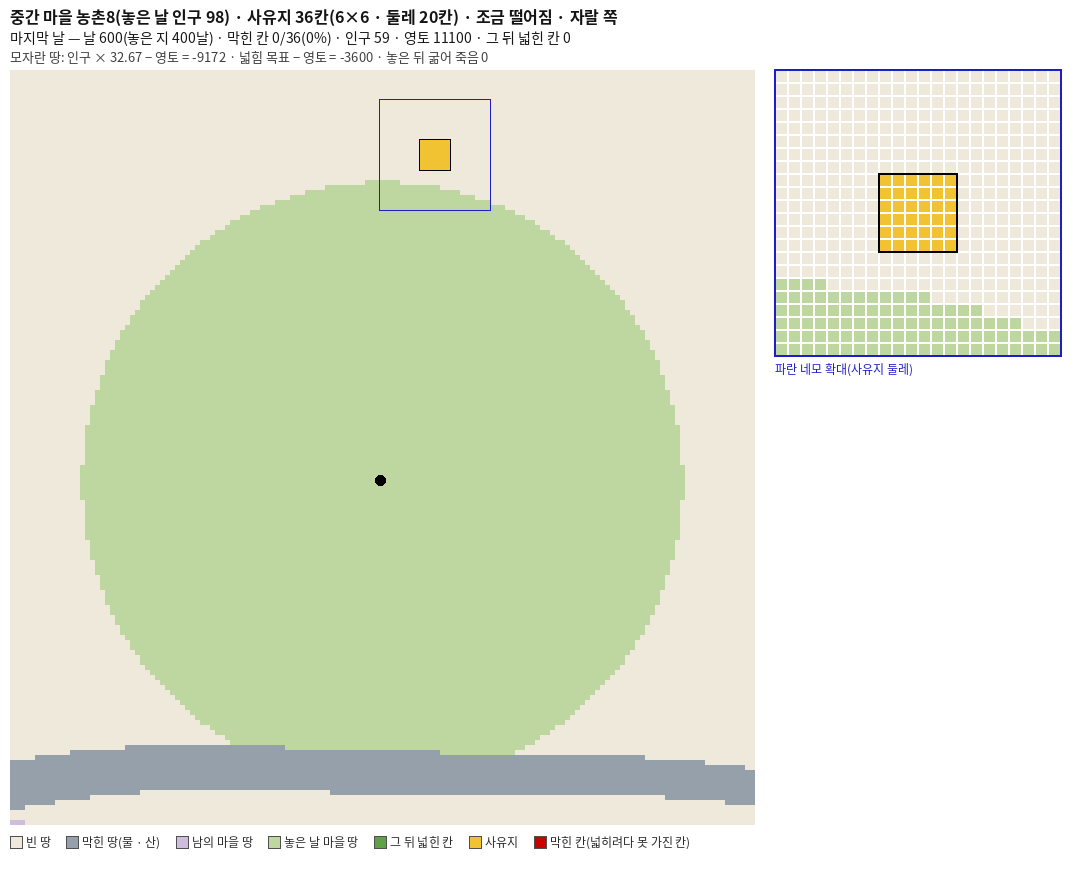 중간 마을 농촌8(놓은 날 인구 98) · 사유지 36칸(6×6 · 둘레 20칸) · 조금 떨어짐 · 자랄 쪽
마지막 날 — 날 600(놓은 지 400날) · 막힌 칸 0/36(0%) · 인구 59 · 영토 11100 · 그 뒤 넓힌 칸 0
모자란 땅: 인구 × 32.67 − 영토 = -9172 · 넓힘 목표 − 영토 = -3600 · 놓은 뒤 굶어 죽음 0
파란 네모 확대(사유지 둘레)
빈 땅 막힌 땅(물 · 산) 남의 마을 땅 놓은 날 마을 땅 그 뒤 넓힌 칸 사유지 막힌 칸(넓히려다 못 가진 칸)